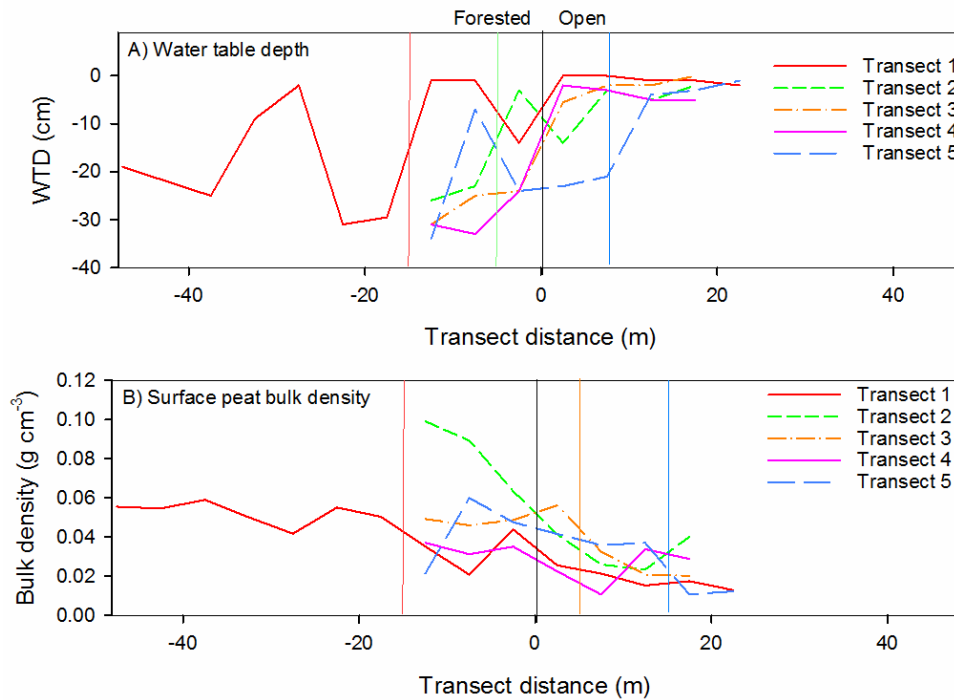 Forested Open
A) Water table depth
0
-10
-20
-30
-40
WTD (cm)
Transect 1
Transect 2
Transect 3
Transect 4
Transect 5
-40 -20 0 20 40
Transect distance (m)
B) Surface peat bulk density
0.12
0.10
0.08
0.06
0.04
0.02
0.00
Bulk density (g cm⁻³)
Transect 1
Transect 2
Transect 3
Transect 4
Transect 5
-40 -20 0 20 40
Transect distance (m)